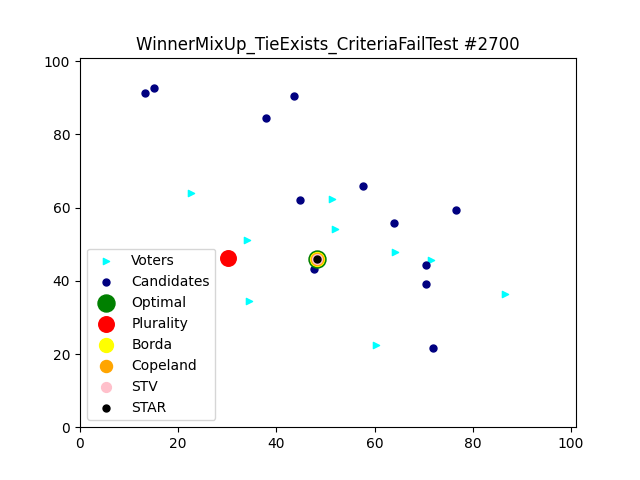 WinnerMixUp_TieExists_CriteriaFailTest #2700
100
80
60
40
20
0
Voters
Candidates
Optimal
Plurality
Borda
Copeland
STV
STAR
0 20 40 60 80 100